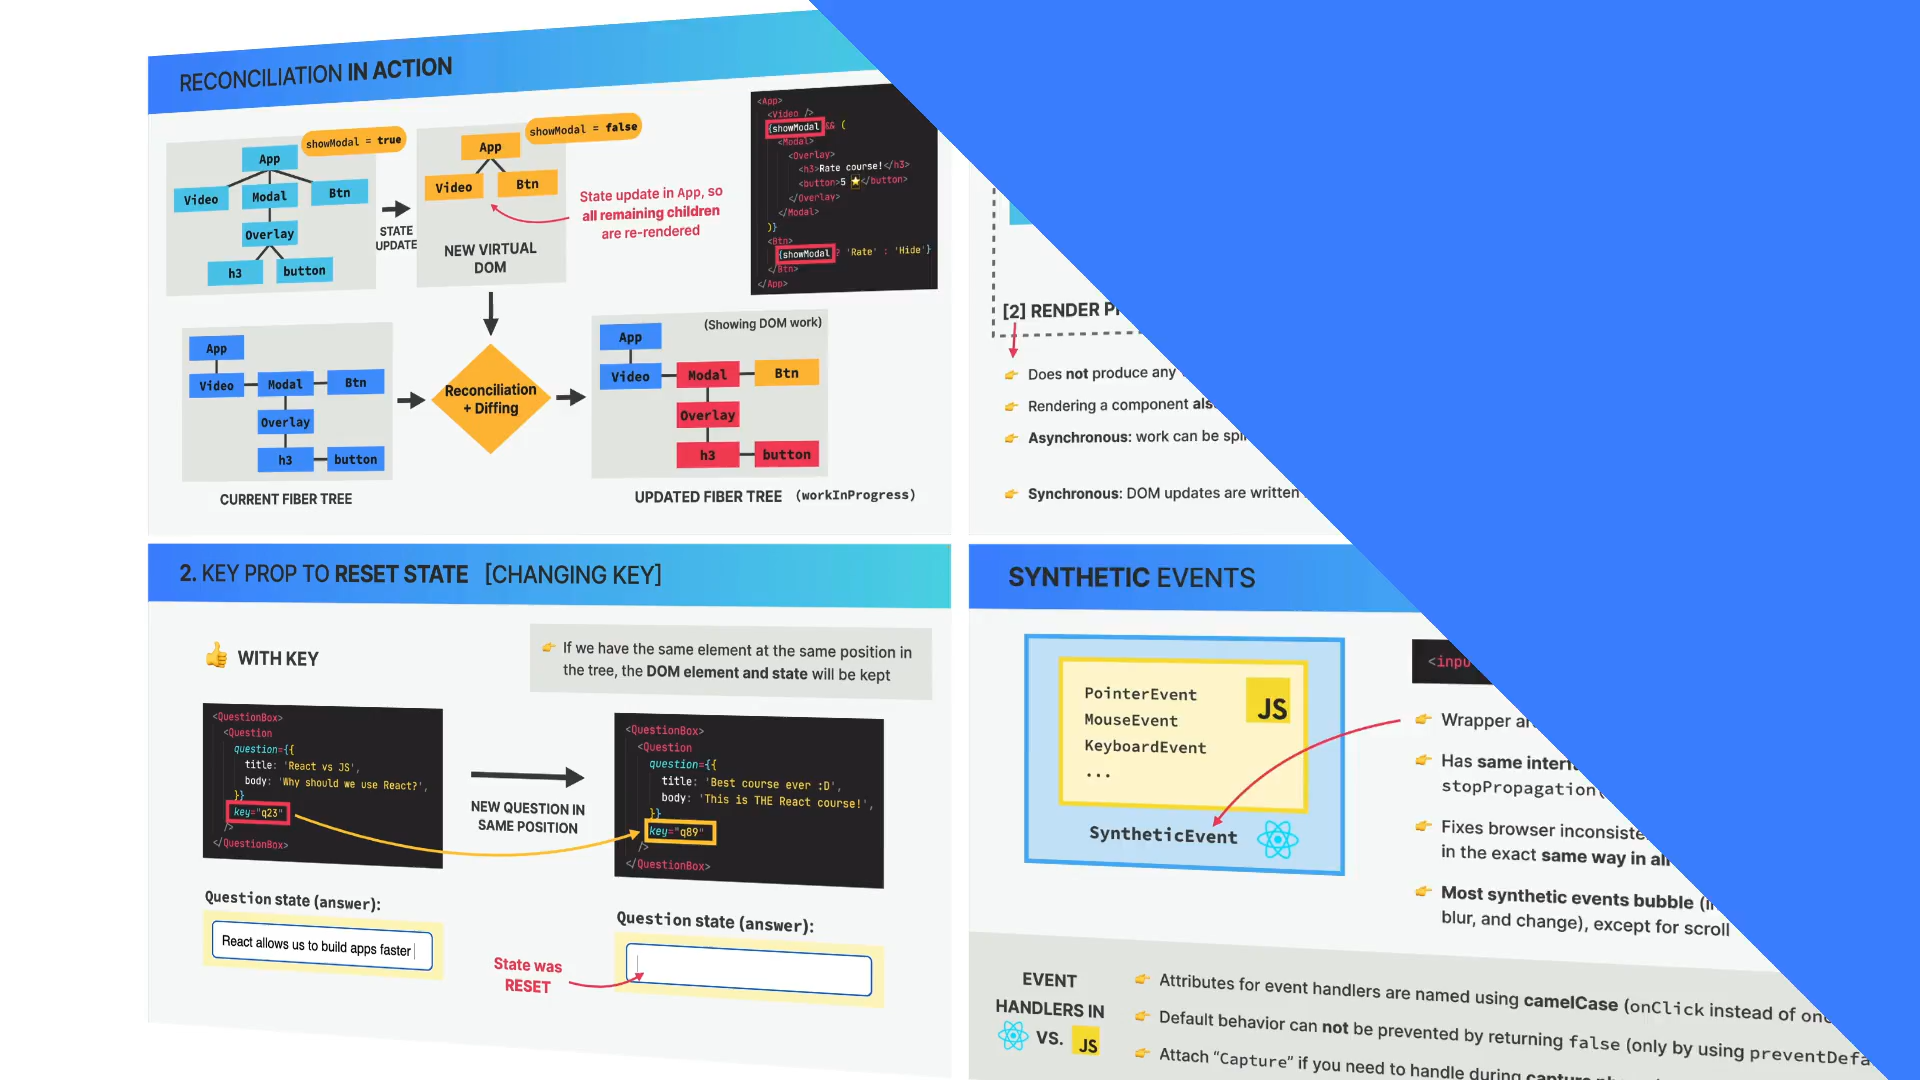 RECONCILIATION IN ACTION
showModal = true
App
Video
Modal
Btn
Overlay
h3
button
STATE
UPDATE
showModal = false
App
Video
Btn
NEW VIRTUAL
DOM
State update in App, so
all remaining children
are re-rendered
<App>
<Video />
{showModal && (
<Modal>
<Overlay>
<h3>Rate course!</h3>
<button>5 ⭐</button>
</Overlay>
</Modal>
)}
<Btn>
{showModal ? 'Rate' : 'Hide'}
</Btn>
</App>
App
Video
Modal
Btn
Overlay
h3
button
CURRENT FIBER TREE
Reconciliation
+ Diffing
(Showing DOM work)
App
Video
Modal
Btn
Overlay
h3
button
UPDATED FIBER TREE (workInProgress)
[2] RENDER
👉 Does not produce any
👉 Rendering a component
👉 Asynchronous: work can be
👉 Synchronous: DOM updates are written
2. KEY PROP TO RESET STATE [CHANGING KEY]
👍 WITH KEY
👉 If we have the same element at the same position in
the tree, the DOM element and state will be kept
<QuestionBox>
<Question
question={{
title: 'React vs JS',
body: 'Why should we use React?',
}}
key="q23"
/>
</QuestionBox>
NEW QUESTION IN
SAME POSITION
<QuestionBox>
<Question
question={{
title: 'Best course ever :D',
body: 'This is THE React course!',
}}
key="q89"
/>
</QuestionBox>
Question state (answer):
React allows us to build apps faster
State was
RESET
Question state (answer):
SYNTHETIC EVENTS
PointerEvent
MouseEvent
KeyboardEvent
...
JS
SyntheticEvent
<inpu
👉 Wrapper
👉 Has same
stopPropagation(
👉 Fixes browser
in the exact same way in
👉 Most synthetic events bubble
blur, and change), except for scroll
EVENT
HANDLERS IN
VS. JS
👉 Attributes for event handlers are named using camelCase (onClick instead of
👉 Default behavior can not be prevented by returning false (only by using
👉 Attach "Capture" if you need to handle during